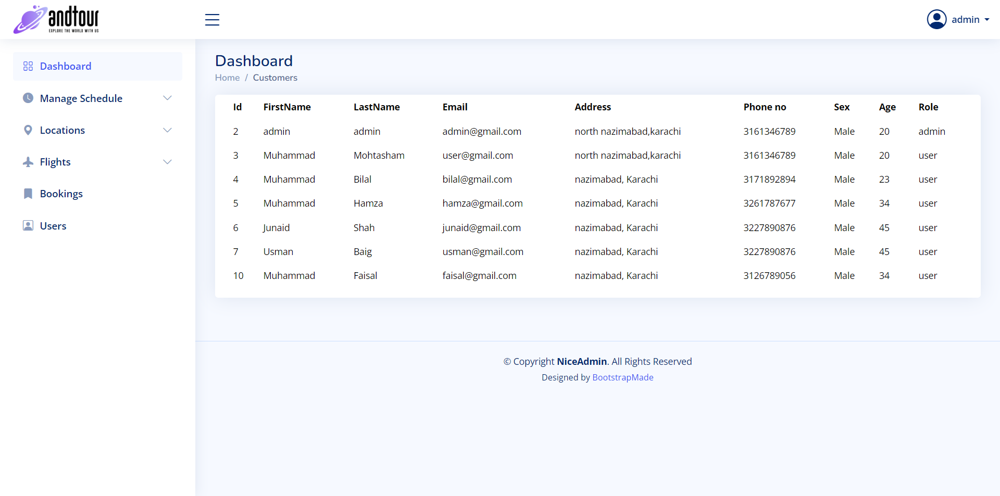 andtour
EXPLORE THE WORLD WITH US
admin
Dashboard
Manage Schedule
Locations
Flights
Bookings
Users
Dashboard
Home / Customers
Id FirstName LastName Email Address Phone no Sex Age Role
2 admin admin admin@gmail.com north nazimabad,karachi 3161346789 Male 20 admin
3 Muhammad Mohtasham user@gmail.com north nazimabad,karachi 3161346789 Male 20 user
4 Muhammad Bilal bilal@gmail.com nazimabad, Karachi 3171892894 Male 23 user
5 Muhammad Hamza hamza@gmail.com nazimabad, Karachi 3261787677 Male 34 user
6 Junaid Shah junaid@gmail.com nazimabad, Karachi 3227890876 Male 45 user
7 Usman Baig usman@gmail.com nazimabad, Karachi 3227890876 Male 45 user
10 Muhammad Faisal faisal@gmail.com nazimabad, Karachi 3126789056 Male 34 user
© Copyright NiceAdmin. All Rights Reserved
Designed by BootstrapMade